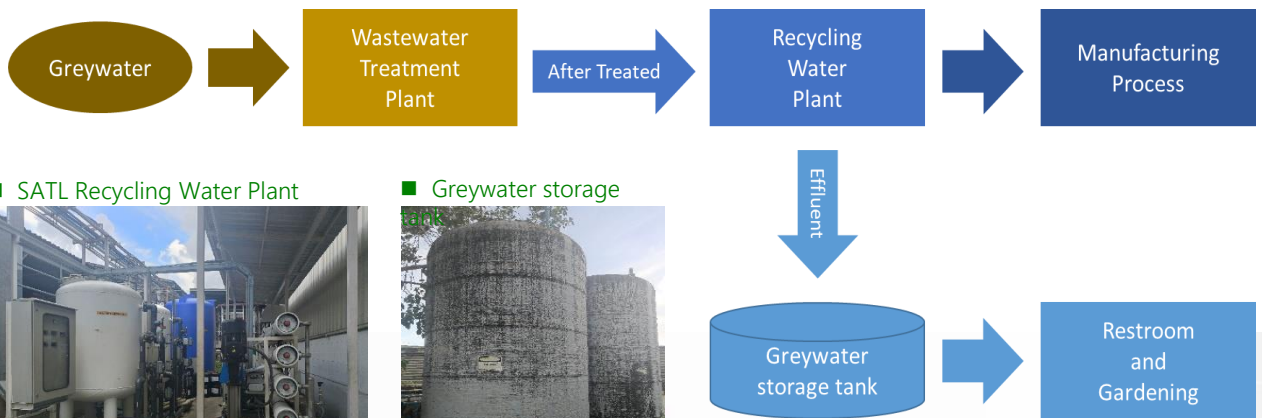 Greywater
Wastewater
Treatment
Plant
After Treated
Recycling
Water
Plant
Manufacturing
Process
Effluent
SATL Recycling Water Plant
Greywater storage
tank
Greywater
storage tank
Restroom
and
Gardening